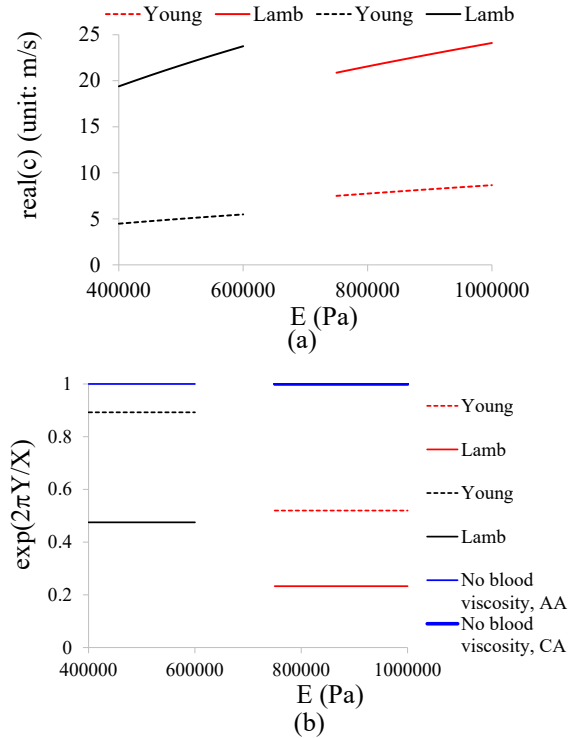 Young Lamb Young Lamb
real(c) (unit: m/s)
25
20
15
10
5
0
400000 600000 800000 1000000
E (Pa)
(a)
exp(2πY/X)
1
0.8
0.6
0.4
0.2
0
400000 600000 800000 1000000
E (Pa)
(b)
Young
Lamb
Young
Lamb
No blood
viscosity, AA
No blood
viscosity, CA